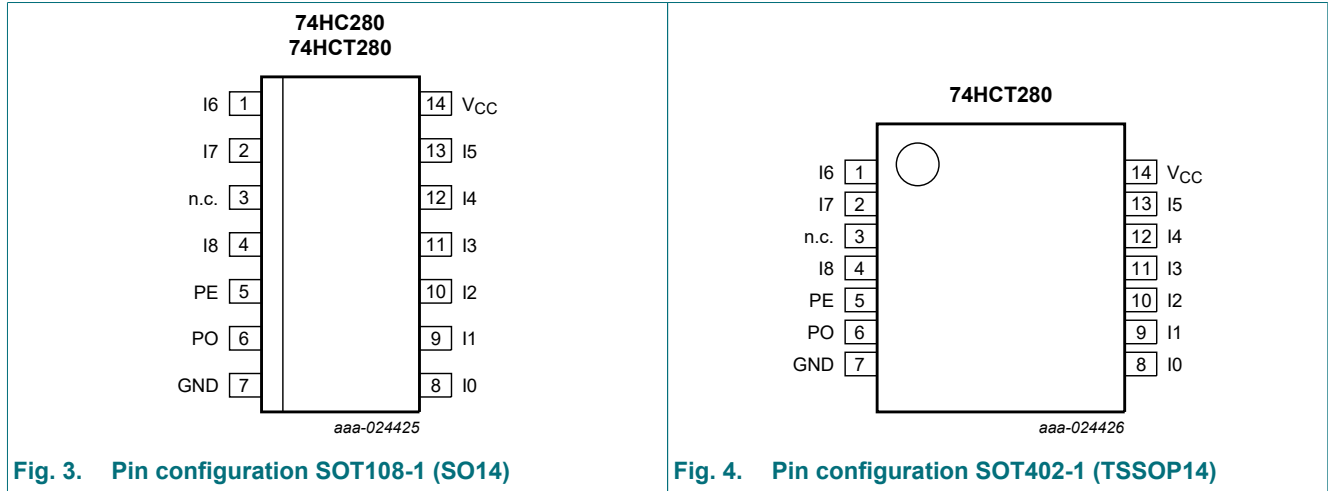 74HC280
74HCT280
I6 1 14 VCC
I7 2 13 I5
n.c. 3 12 I4
I8 4 11 I3
PE 5 10 I2
PO 6 9 I1
GND 7 8 I0
aaa-024425
Fig. 3. Pin configuration SOT108-1 (SO14)
74HCT280
I6 1 14 VCC
I7 2 13 I5
n.c. 3 12 I4
I8 4 11 I3
PE 5 10 I2
PO 6 9 I1
GND 7 8 I0
aaa-024426
Fig. 4. Pin configuration SOT402-1 (TSSOP14)